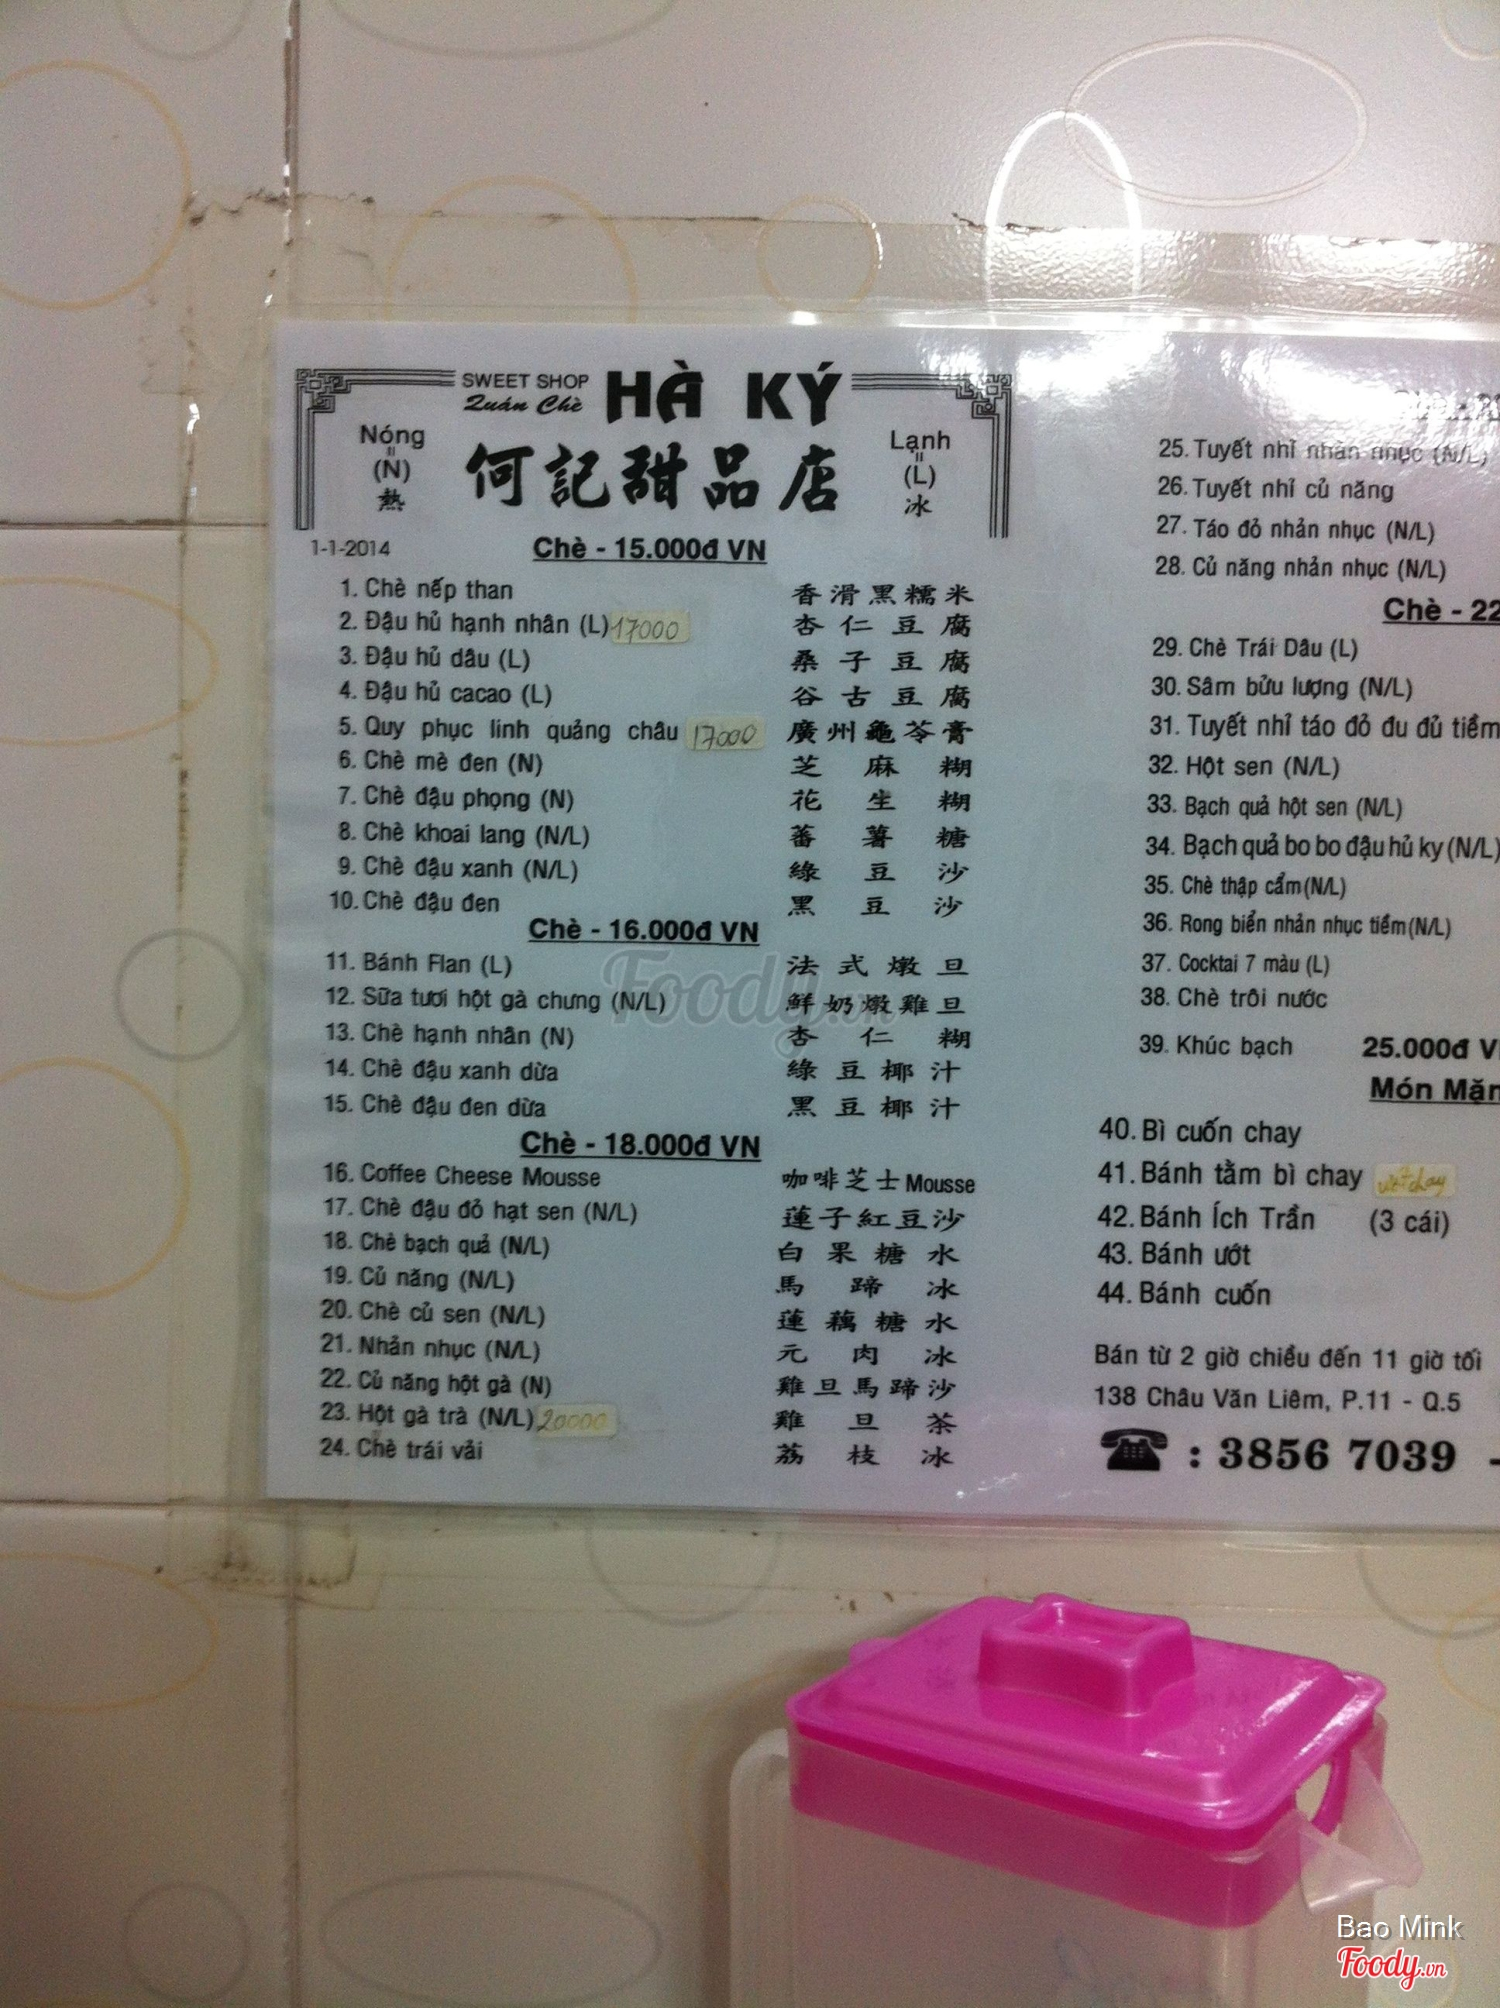 SWEET SHOP
Quán Chè
HÀ KÝ
Nóng
=
(N)
熱
何記甜品店
Lạnh
=
(L)
冰
1-1-2014
Chè - 15.000đ VN
1. Chè nếp than 香滑黑糯米
2. Đậu hủ hạnh nhân (L) 17000 杏仁豆腐
3. Đậu hủ dâu (L) 桑子豆腐
4. Đậu hủ cacao (L) 谷古豆腐
5. Quy phục linh quảng châu 17000 廣州龜苓膏
6. Chè mè đen (N) 芝麻糊
7. Chè đậu phọng (N) 花生糊
8. Chè khoai lang (N/L) 蕃薯糖
9. Chè đậu xanh (N/L) 綠豆沙
10. Chè đậu đen 黑豆沙
Chè - 16.000đ VN
11. Bánh Flan (L) 法式燉旦
12. Sữa tươi hột gà chưng (N/L) 鮮奶燉雞旦
13. Chè hạnh nhân (N) 杏仁糊
14. Chè đậu xanh dừa 綠豆椰汁
15. Chè đậu đen dừa 黑豆椰汁
Chè - 18.000đ VN
16. Coffee Cheese Mousse 咖啡芝士Mousse
17. Chè đậu đỏ hạt sen (N/L) 蓮子紅豆沙
18. Chè bạch quả (N/L) 白果糖水
19. Củ năng (N/L) 馬蹄冰
20. Chè củ sen (N/L) 蓮藕糖水
21. Nhản nhục (N/L) 元肉冰
22. Củ năng hột gà (N) 雞旦馬蹄沙
23. Hột gà trà (N/L) 20000 雞旦茶
24. Chè trái vải 荔枝冰
25. Tuyết nhỉ nhản nhục (N/L)
26. Tuyết nhỉ củ năng
27. Táo đỏ nhản nhục (N/L)
28. Củ năng nhản nhục (N/L)
Chè - 22
29. Chè Trái Dâu (L)
30. Sâm bửu lượng (N/L)
31. Tuyết nhỉ táo đỏ đu đủ tiềm
32. Hột sen (N/L)
33. Bạch quả hột sen (N/L)
34. Bạch quả bo bo đậu hủ ky (N/L)
35. Chè thập cẩm (N/L)
36. Rong biển nhản nhục tiềm (N/L)
37. Cocktai 7 màu (L)
38. Chè trôi nước
39. Khúc bạch 25.000đ V
Món Mặn
40. Bì cuốn chay
41. Bánh tằm bì chay
42. Bánh Ích Trần (3 cái)
43. Bánh ướt
44. Bánh cuốn
Bán từ 2 giờ chiều đến 11 giờ tối
138 Châu Văn Liêm, P.11 - Q.5
: 3856 7039 -
Foody.vn
Bao Mink
Foody.vn